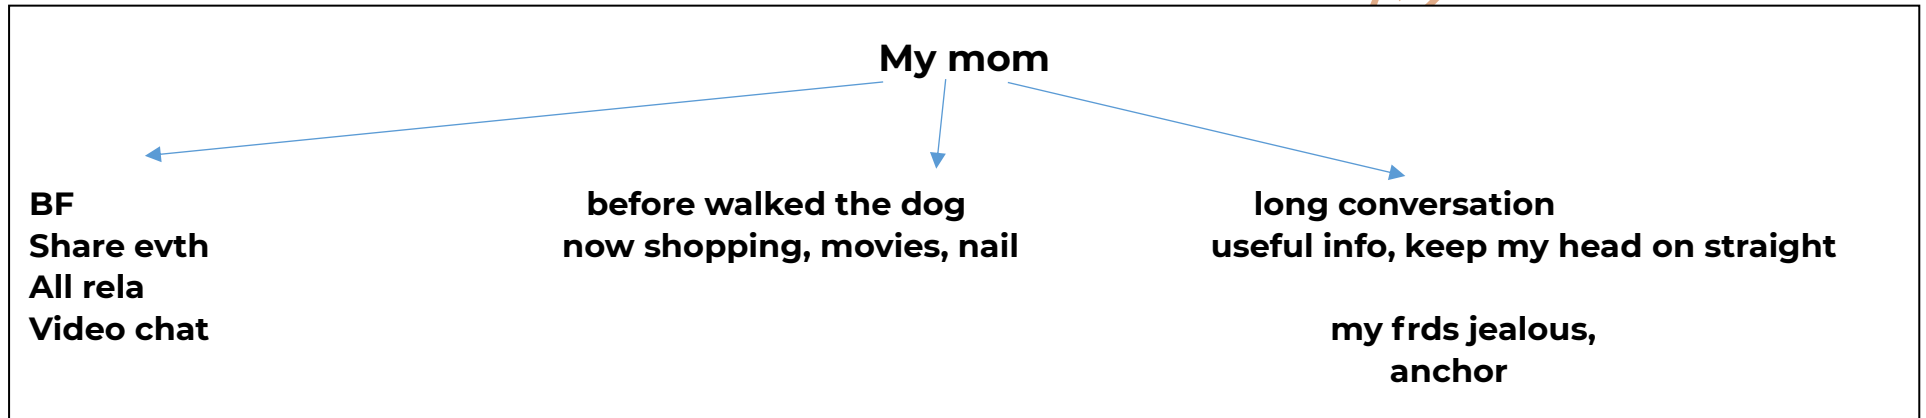 My mom
BF
Share evth
All rela
Video chat
before walked the dog
now shopping, movies, nail
long conversation
useful info, keep my head on straight
my frds jealous,
anchor